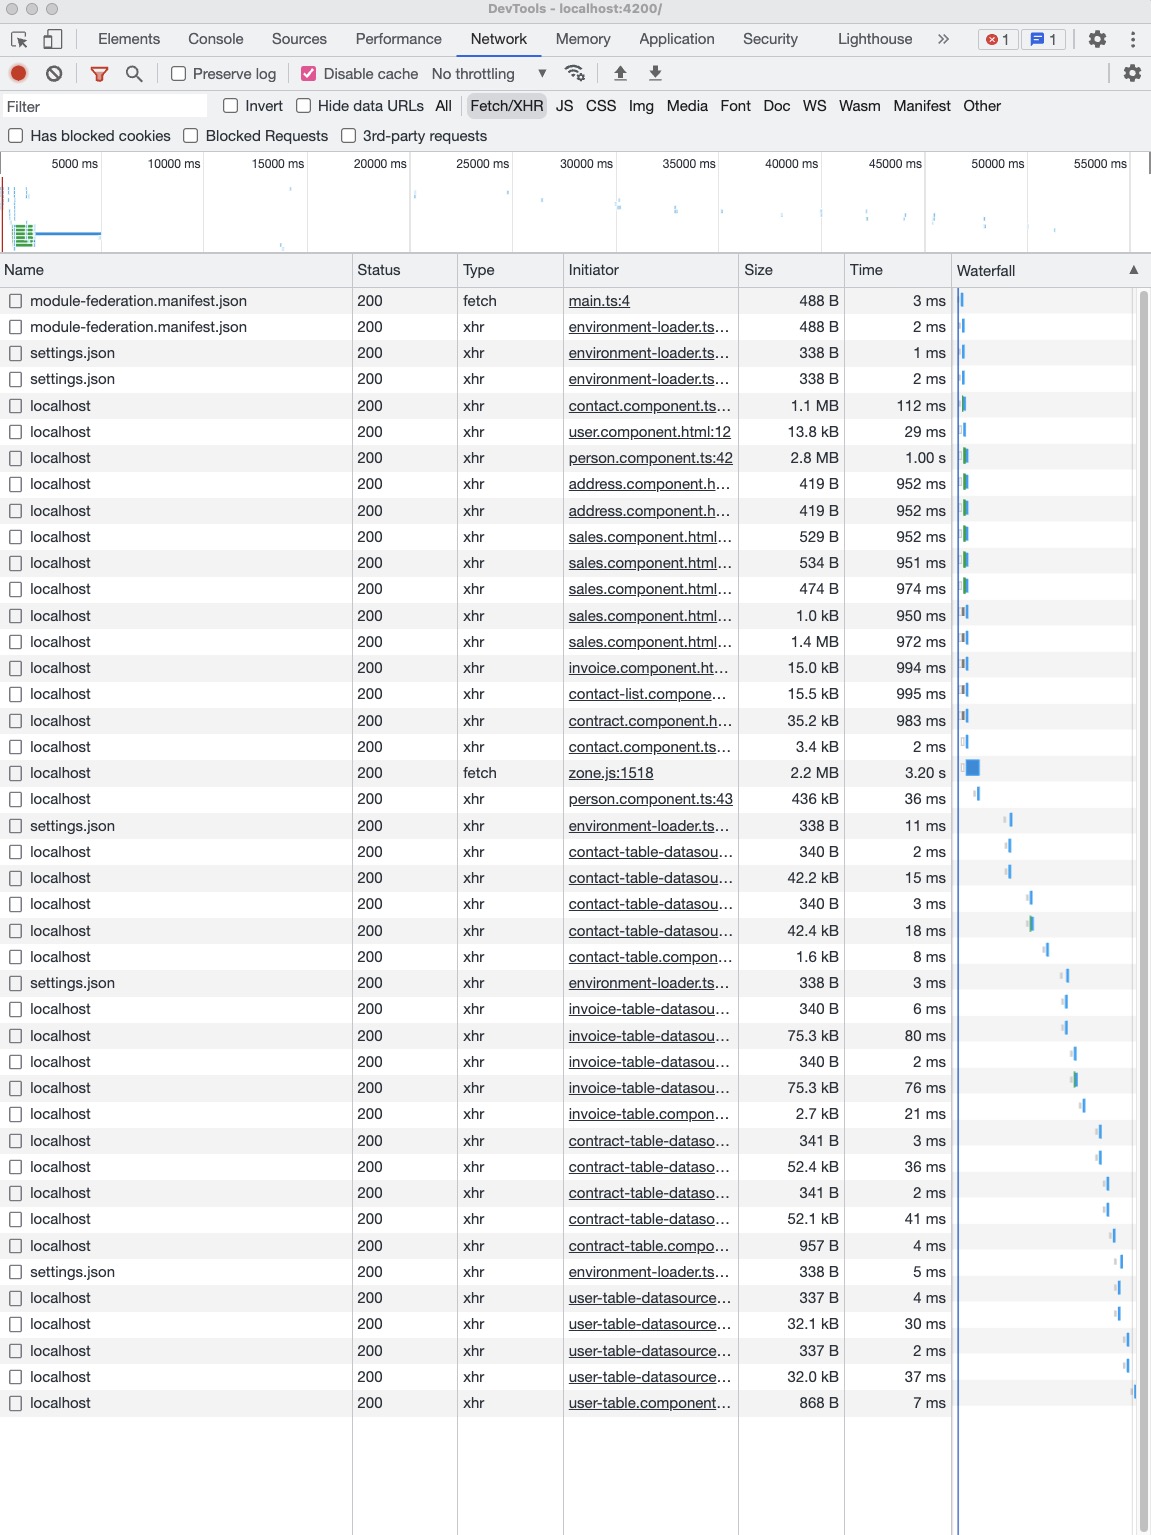 DevTools - localhost:4200/
Elements Console Sources Performance Network Memory Application Security Lighthouse » 1 1
Preserve log Disable cache No throttling
Filter Invert Hide data URLs All Fetch/XHR JS CSS Img Media Font Doc WS Wasm Manifest Other
Has blocked cookies Blocked Requests 3rd-party requests
5000 ms 10000 ms 15000 ms 20000 ms 25000 ms 30000 ms 35000 ms 40000 ms 45000 ms 50000 ms 55000 ms
Name Status Type Initiator Size Time Waterfall
module-federation.manifest.json 200 fetch main.ts:4 488 B 3 ms
module-federation.manifest.json 200 xhr environment-loader.ts... 488 B 2 ms
settings.json 200 xhr environment-loader.ts... 338 B 1 ms
settings.json 200 xhr environment-loader.ts... 338 B 2 ms
localhost 200 xhr contact.component.ts... 1.1 MB 112 ms
localhost 200 xhr user.component.html:12 13.8 kB 29 ms
localhost 200 xhr person.component.ts:42 2.8 MB 1.00 s
localhost 200 xhr address.component.h... 419 B 952 ms
localhost 200 xhr address.component.h... 419 B 952 ms
localhost 200 xhr sales.component.html... 529 B 952 ms
localhost 200 xhr sales.component.html... 534 B 951 ms
localhost 200 xhr sales.component.html... 474 B 974 ms
localhost 200 xhr sales.component.html... 1.0 kB 950 ms
localhost 200 xhr sales.component.html... 1.4 MB 972 ms
localhost 200 xhr invoice.component.ht... 15.0 kB 994 ms
localhost 200 xhr contact-list.compone... 15.5 kB 995 ms
localhost 200 xhr contract.component.h... 35.2 kB 983 ms
localhost 200 xhr contact.component.ts... 3.4 kB 2 ms
localhost 200 fetch zone.js:1518 2.2 MB 3.20 s
localhost 200 xhr person.component.ts:43 436 kB 36 ms
settings.json 200 xhr environment-loader.ts... 338 B 11 ms
localhost 200 xhr contact-table-datasou... 340 B 2 ms
localhost 200 xhr contact-table-datasou... 42.2 kB 15 ms
localhost 200 xhr contact-table-datasou... 340 B 3 ms
localhost 200 xhr contact-table-datasou... 42.4 kB 18 ms
localhost 200 xhr contact-table.compon... 1.6 kB 8 ms
settings.json 200 xhr environment-loader.ts... 338 B 3 ms
localhost 200 xhr invoice-table-datasou... 340 B 6 ms
localhost 200 xhr invoice-table-datasou... 75.3 kB 80 ms
localhost 200 xhr invoice-table-datasou... 340 B 2 ms
localhost 200 xhr invoice-table-datasou... 75.3 kB 76 ms
localhost 200 xhr invoice-table.compon... 2.7 kB 21 ms
localhost 200 xhr contract-table-dataso... 341 B 3 ms
localhost 200 xhr contract-table-dataso... 52.4 kB 36 ms
localhost 200 xhr contract-table-dataso... 341 B 2 ms
localhost 200 xhr contract-table-dataso... 52.1 kB 41 ms
localhost 200 xhr contract-table.compo... 957 B 4 ms
settings.json 200 xhr environment-loader.ts... 338 B 5 ms
localhost 200 xhr user-table-datasource... 337 B 4 ms
localhost 200 xhr user-table-datasource... 32.1 kB 30 ms
localhost 200 xhr user-table-datasource... 337 B 2 ms
localhost 200 xhr user-table-datasource... 32.0 kB 37 ms
localhost 200 xhr user-table.component... 868 B 7 ms